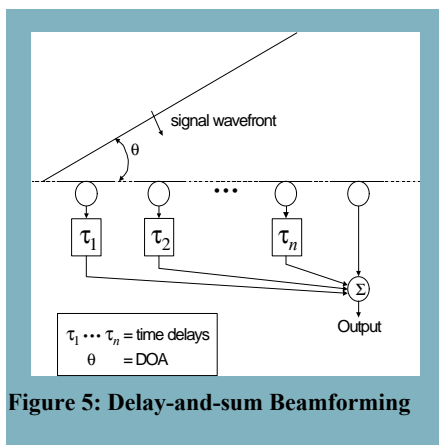 signal wavefront
θ
•••
τ1 τ2 τn
Σ
Output
τ1 ••• τn = time delays
θ = DOA
Figure 5: Delay-and-sum Beamforming